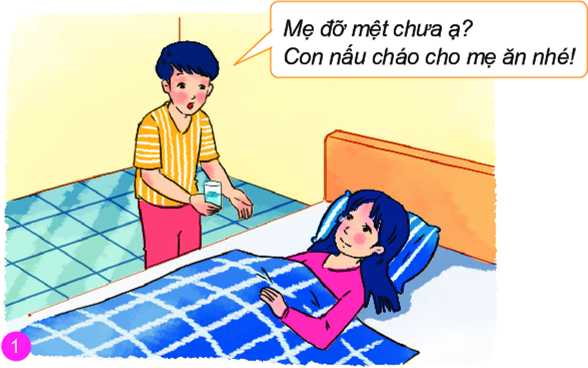 Mẹ đỡ mệt chưa ạ?
Con nấu cháo cho mẹ ăn nhé!
1